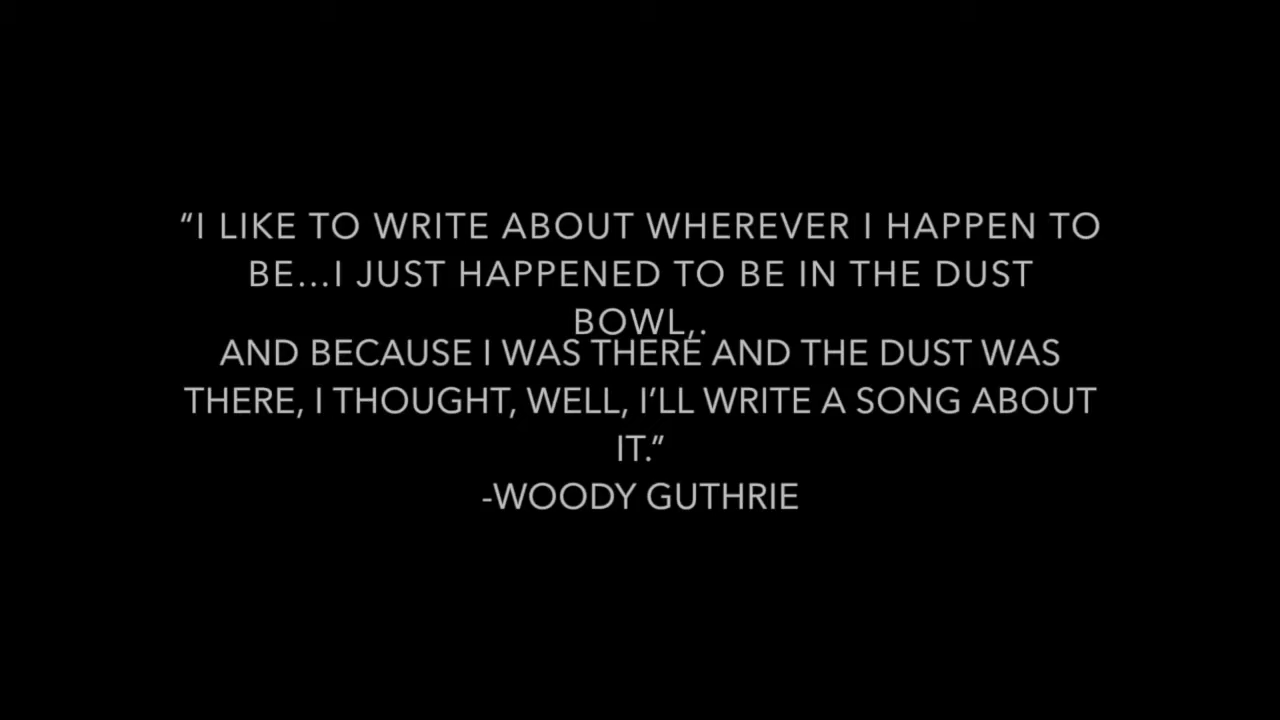 “I LIKE TO WRITE ABOUT WHEREVER I HAPPEN TO
BE...I JUST HAPPENED TO BE IN THE DUST
BOWL,.
AND BECAUSE I WAS THERE AND THE DUST WAS
THERE, I THOUGHT, WELL, I’LL WRITE A SONG ABOUT
IT.”
-WOODY GUTHRIE